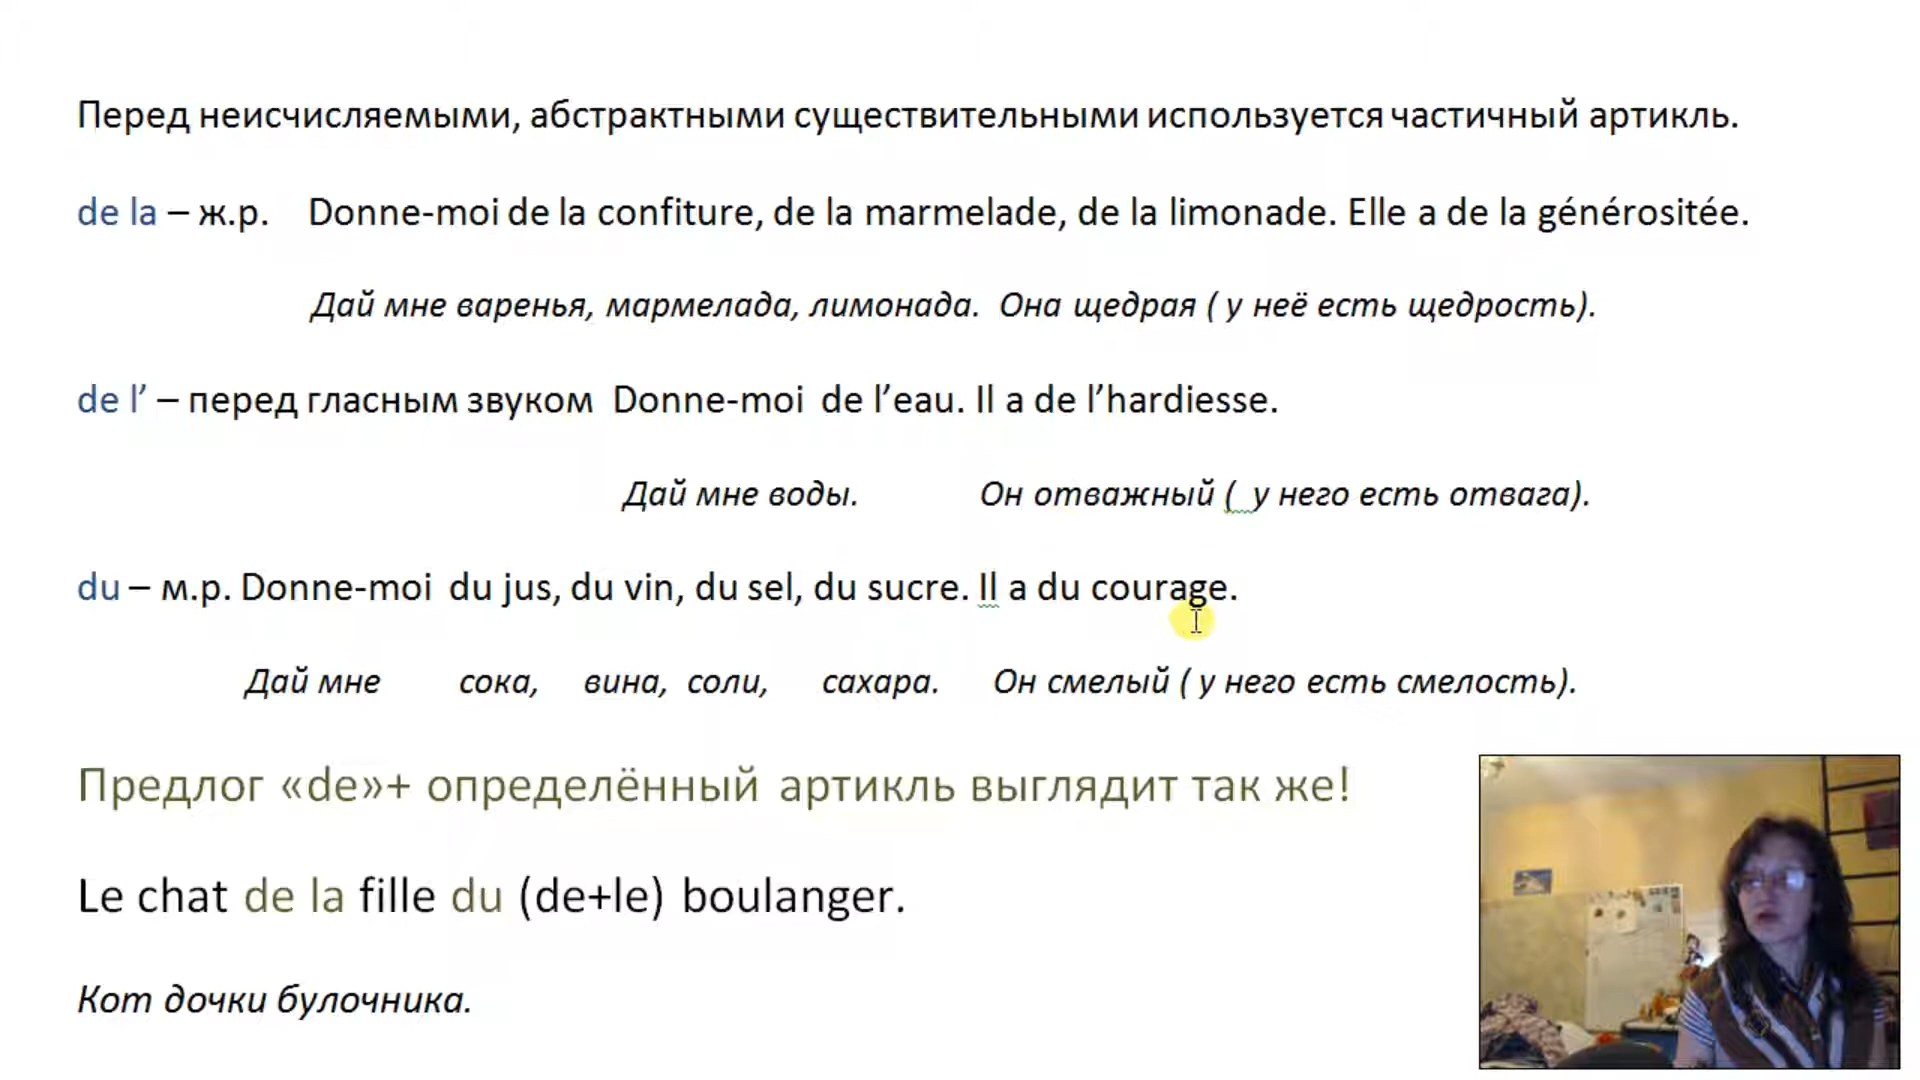 Перед неисчисляемыми, абстрактными существительными используется частичный артикль.
de la – ж.р. Donne-moi de la confiture, de la marmelade, de la limonade. Elle a de la générositée.
Дай мне варенья, мармелада, лимонада. Она щедрая ( у неё есть щедрость).
de l’ – перед гласным звуком Donne-moi de l’eau. Il a de l’hardiesse.
Дай мне воды. Он отважный ( у него есть отвага).
du – м.р. Donne-moi du jus, du vin, du sel, du sucre. Il a du courage.
Дай мне сока, вина, соли, сахара. Он смелый ( у него есть смелость).
Предлог «de»+ определённый артикль выглядит так же!
Le chat de la fille du (de+le) boulanger.
Кот дочки булочника.